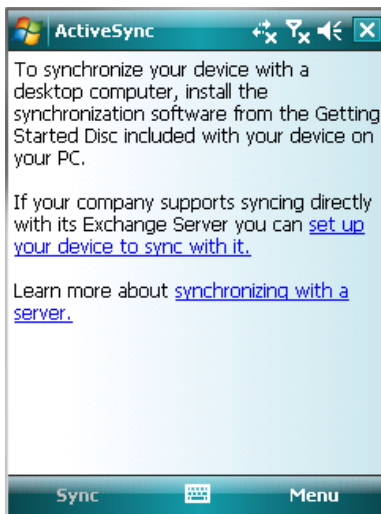 ActiveSync
To synchronize your device with a
desktop computer, install the
synchronization software from the Getting
Started Disc included with your device on
your PC.
If your company supports syncing directly
with its Exchange Server you can set up
your device to sync with it.
Learn more about synchronizing with a
server.
Sync
Menu